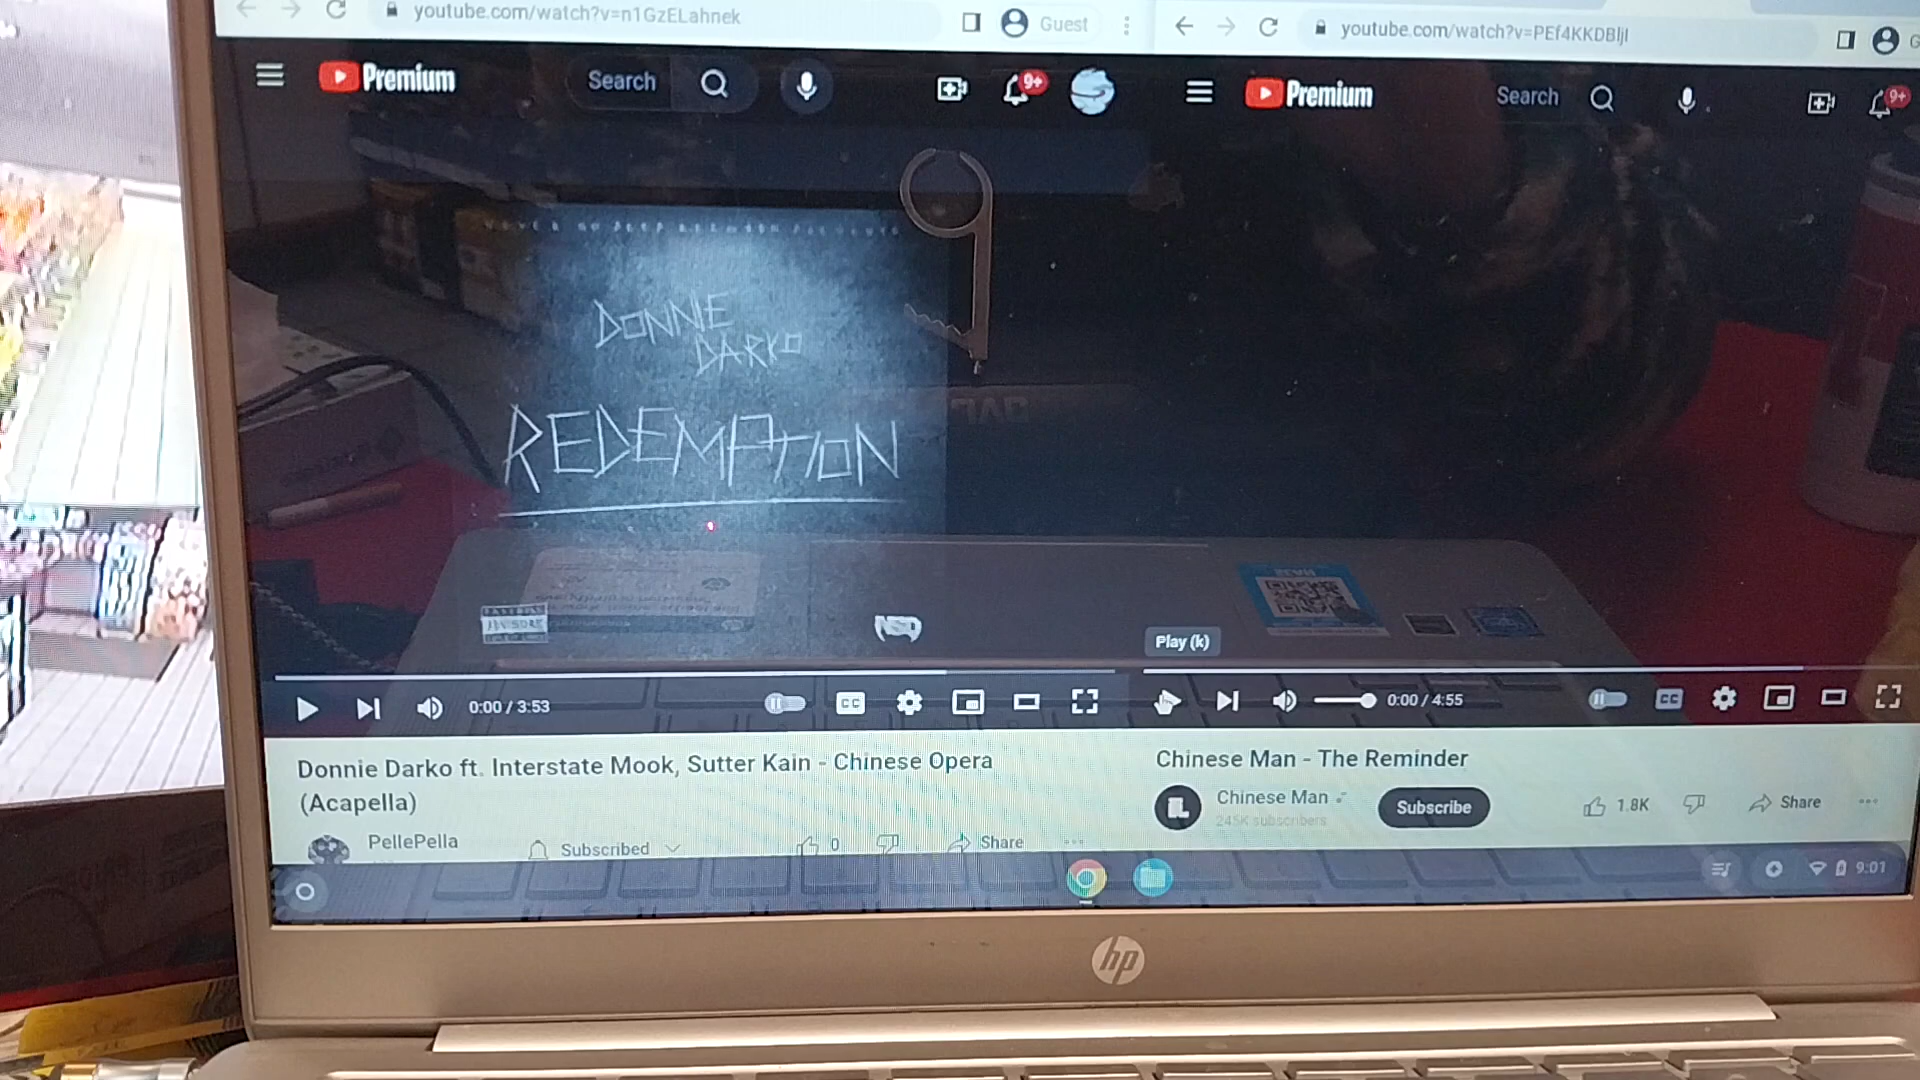 youtube.com/watch?v=n1GzELahnek
Guest
youtube.com/watch?v=PEf4KKDBljI
G
Premium
Search
9+
Premium
Search
9+
DONNIE
DARKO
REDEMPTION
Play (k)
0:00 / 3:53
CC
0:00 / 4:55
CC
Donnie Darko ft. Interstate Mook, Sutter Kain - Chinese Opera
(Acapella)
PellePella
Subscribed
0
Share
Chinese Man - The Reminder
Chinese Man
245K subscribers
Subscribe
1.8K
Share
9:01
hp